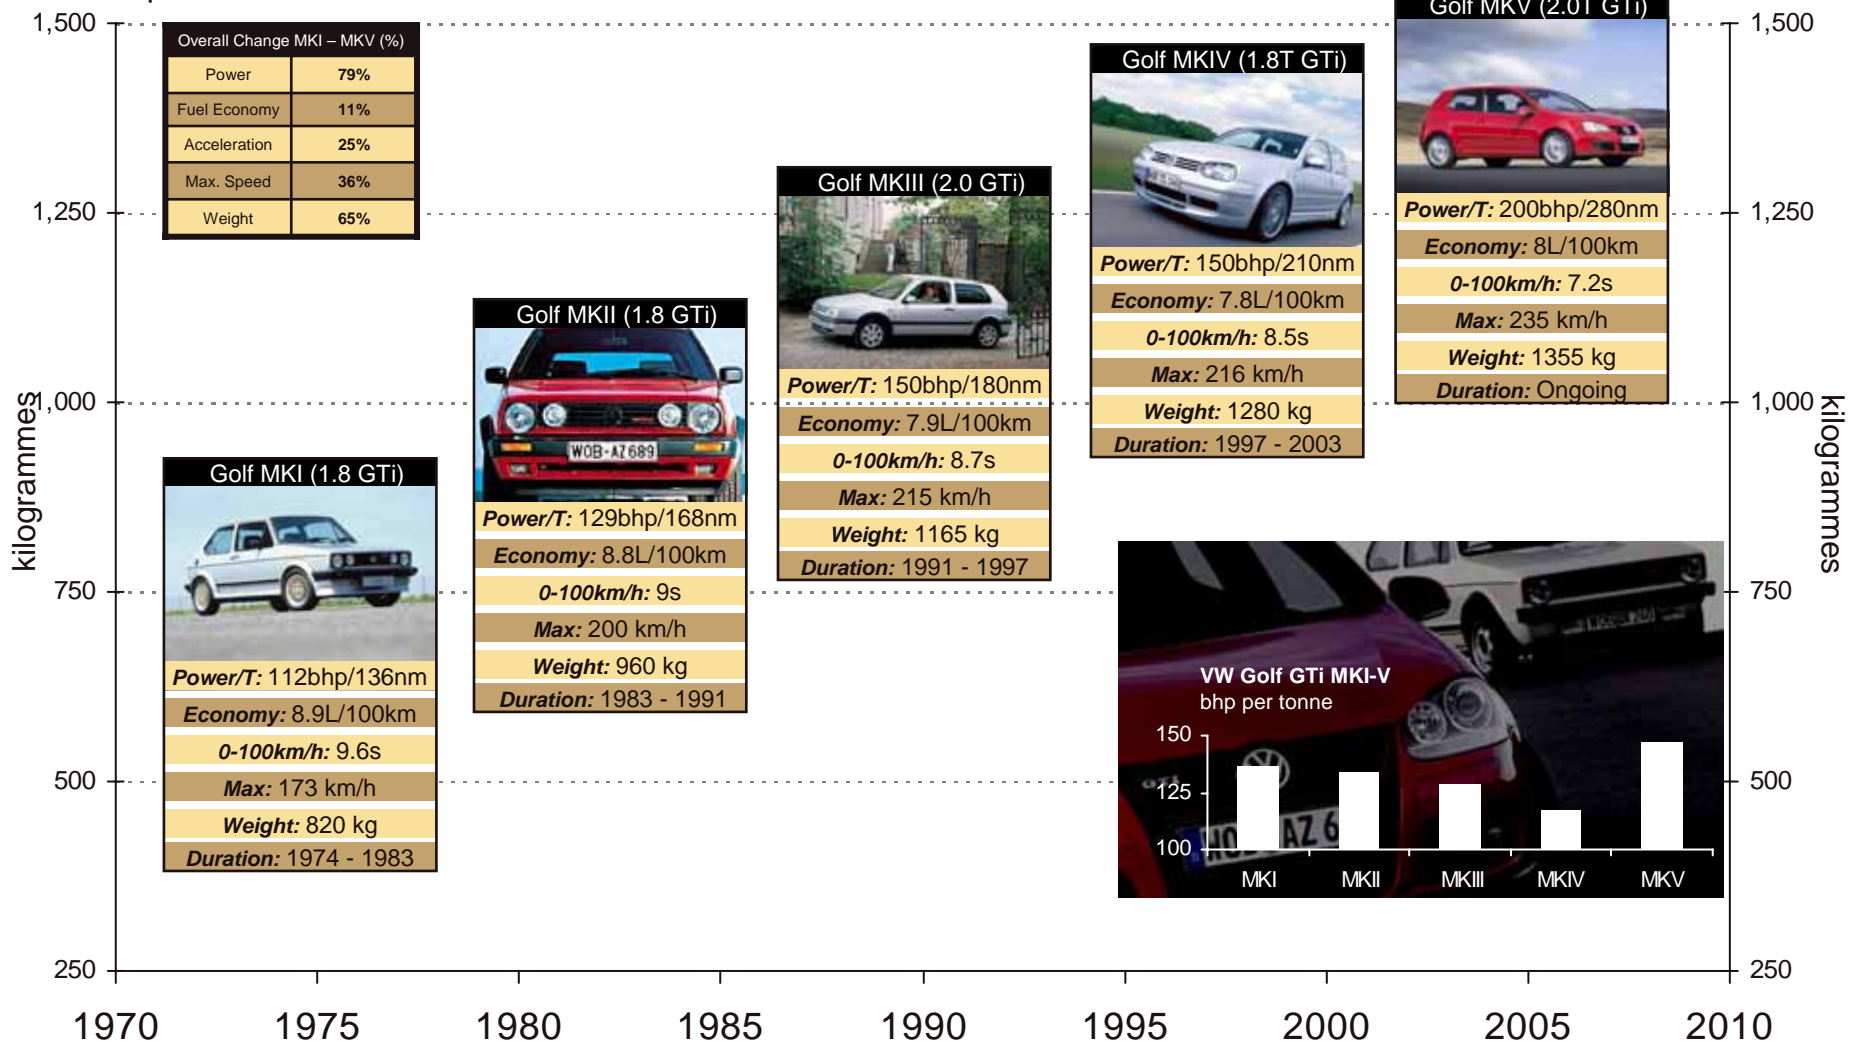 1,500
1,250
1,000
750
500
250
kilogrammes
Overall Change MKI – MKV (%)
Power 79%
Fuel Economy 11%
Acceleration 25%
Max. Speed 36%
Weight 65%
Golf MKI (1.8 GTi)
Power/T: 112bhp/136nm
Economy: 8.9L/100km
0-100km/h: 9.6s
Max: 173 km/h
Weight: 820 kg
Duration: 1974 - 1983
Golf MKII (1.8 GTi)
WOB-AZ689
Power/T: 129bhp/168nm
Economy: 8.8L/100km
0-100km/h: 9s
Max: 200 km/h
Weight: 960 kg
Duration: 1983 - 1991
Golf MKIII (2.0 GTi)
Power/T: 150bhp/180nm
Economy: 7.9L/100km
0-100km/h: 8.7s
Max: 215 km/h
Weight: 1165 kg
Duration: 1991 - 1997
Golf MKIV (1.8T GTi)
Power/T: 150bhp/210nm
Economy: 7.8L/100km
0-100km/h: 8.5s
Max: 216 km/h
Weight: 1280 kg
Duration: 1997 - 2003
Golf MKV (2.0T GTi)
Power/T: 200bhp/280nm
Economy: 8L/100km
0-100km/h: 7.2s
Max: 235 km/h
Weight: 1355 kg
Duration: Ongoing
VW Golf GTi MKI-V
bhp per tonne
150
125
100
GTI
AZ 6
MKI MKII MKIII MKIV MKV
1,500
1,250
1,000
750
500
250
kilogrammes
1970 1975 1980 1985 1990 1995 2000 2005 2010